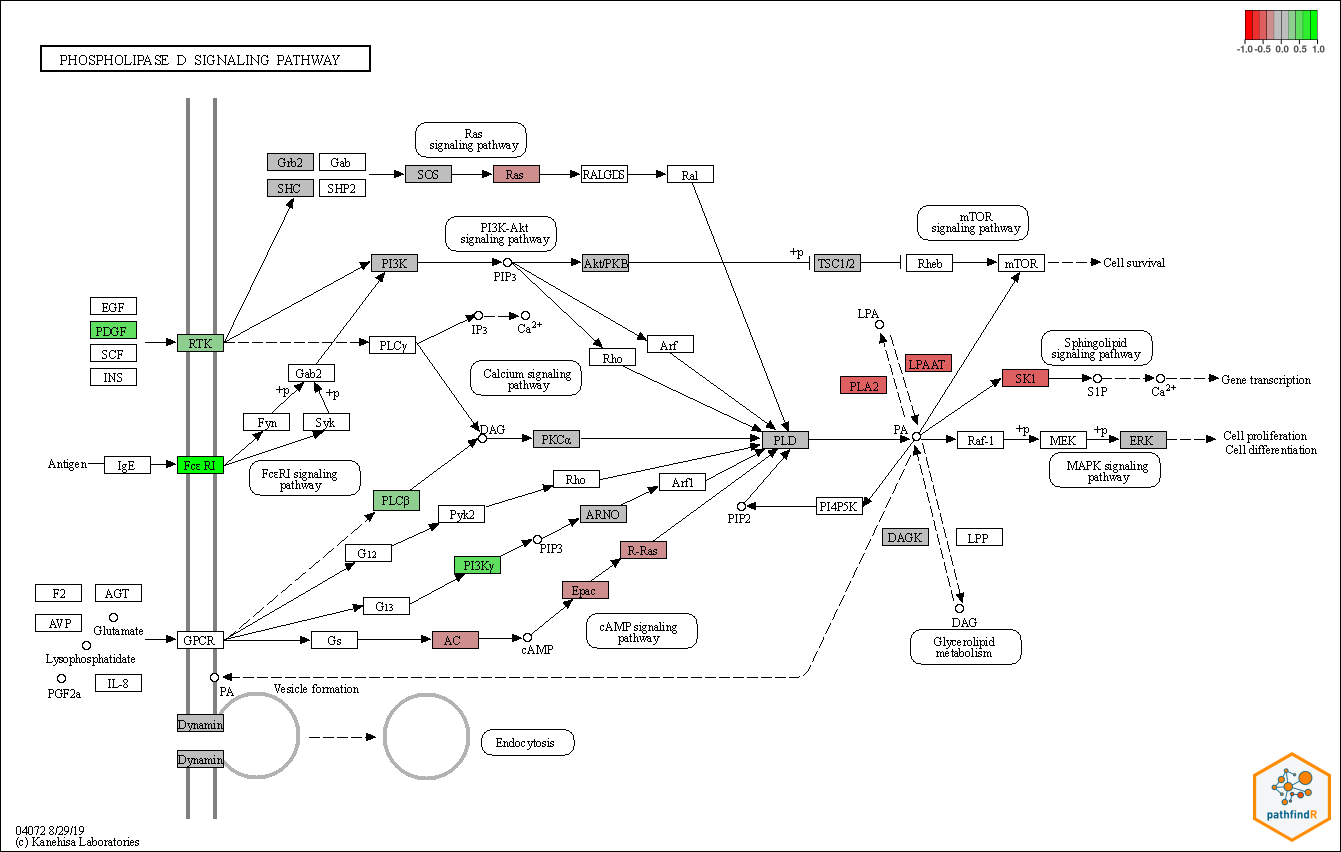 -1.0 -0.5 0.0 0.5 1.0
PHOSPHOLIPASE D SIGNALING PATHWAY
Ras
signaling pathway
Grb2
Gab
SHC
SHP2
SOS
Ras
RALGDS
Ral
PI3K-Akt
signaling pathway
mTOR
signaling pathway
PI3K
PIP3
Akt/PKB
+p
TSC1/2
Rheb
mTOR
Cell survival
EGF
PDGF
SCF
INS
RTK
PLCγ
IP3
Ca2+
Rho
Arf
LPA
LPAAT
PLA2
Sphingolipid
signaling pathway
SK1
S1P
Ca2+
Gene transcription
Gab2
+p
+p
Calcium signaling
pathway
Fyn
Syk
DAG
PKCα
PLD
PA
Raf-1
+p
MEK
+p
ERK
Cell proliferation
Cell differentiation
MAPK signaling
pathway
Antigen
IgE
Fcε RI
FcεRI signaling
pathway
PLCβ
Rho
Arf1
Pyk2
ARNO
PIP2
PI4P5K
G12
PIP3
R-Ras
DAGK
LPP
PI3Kγ
Epac
G13
F2
AGT
AVP
Glutamate
Lysophosphatidate
PGF2a
IL-8
GPCR
Gs
AC
cAMP
cAMP signaling
pathway
DAG
Glycerolipid
metabolism
PA
Vesicle formation
Dynamin
Dynamin
Endocytosis
pathfindR
04072 8/29/19
(c) Kanehisa Laboratories